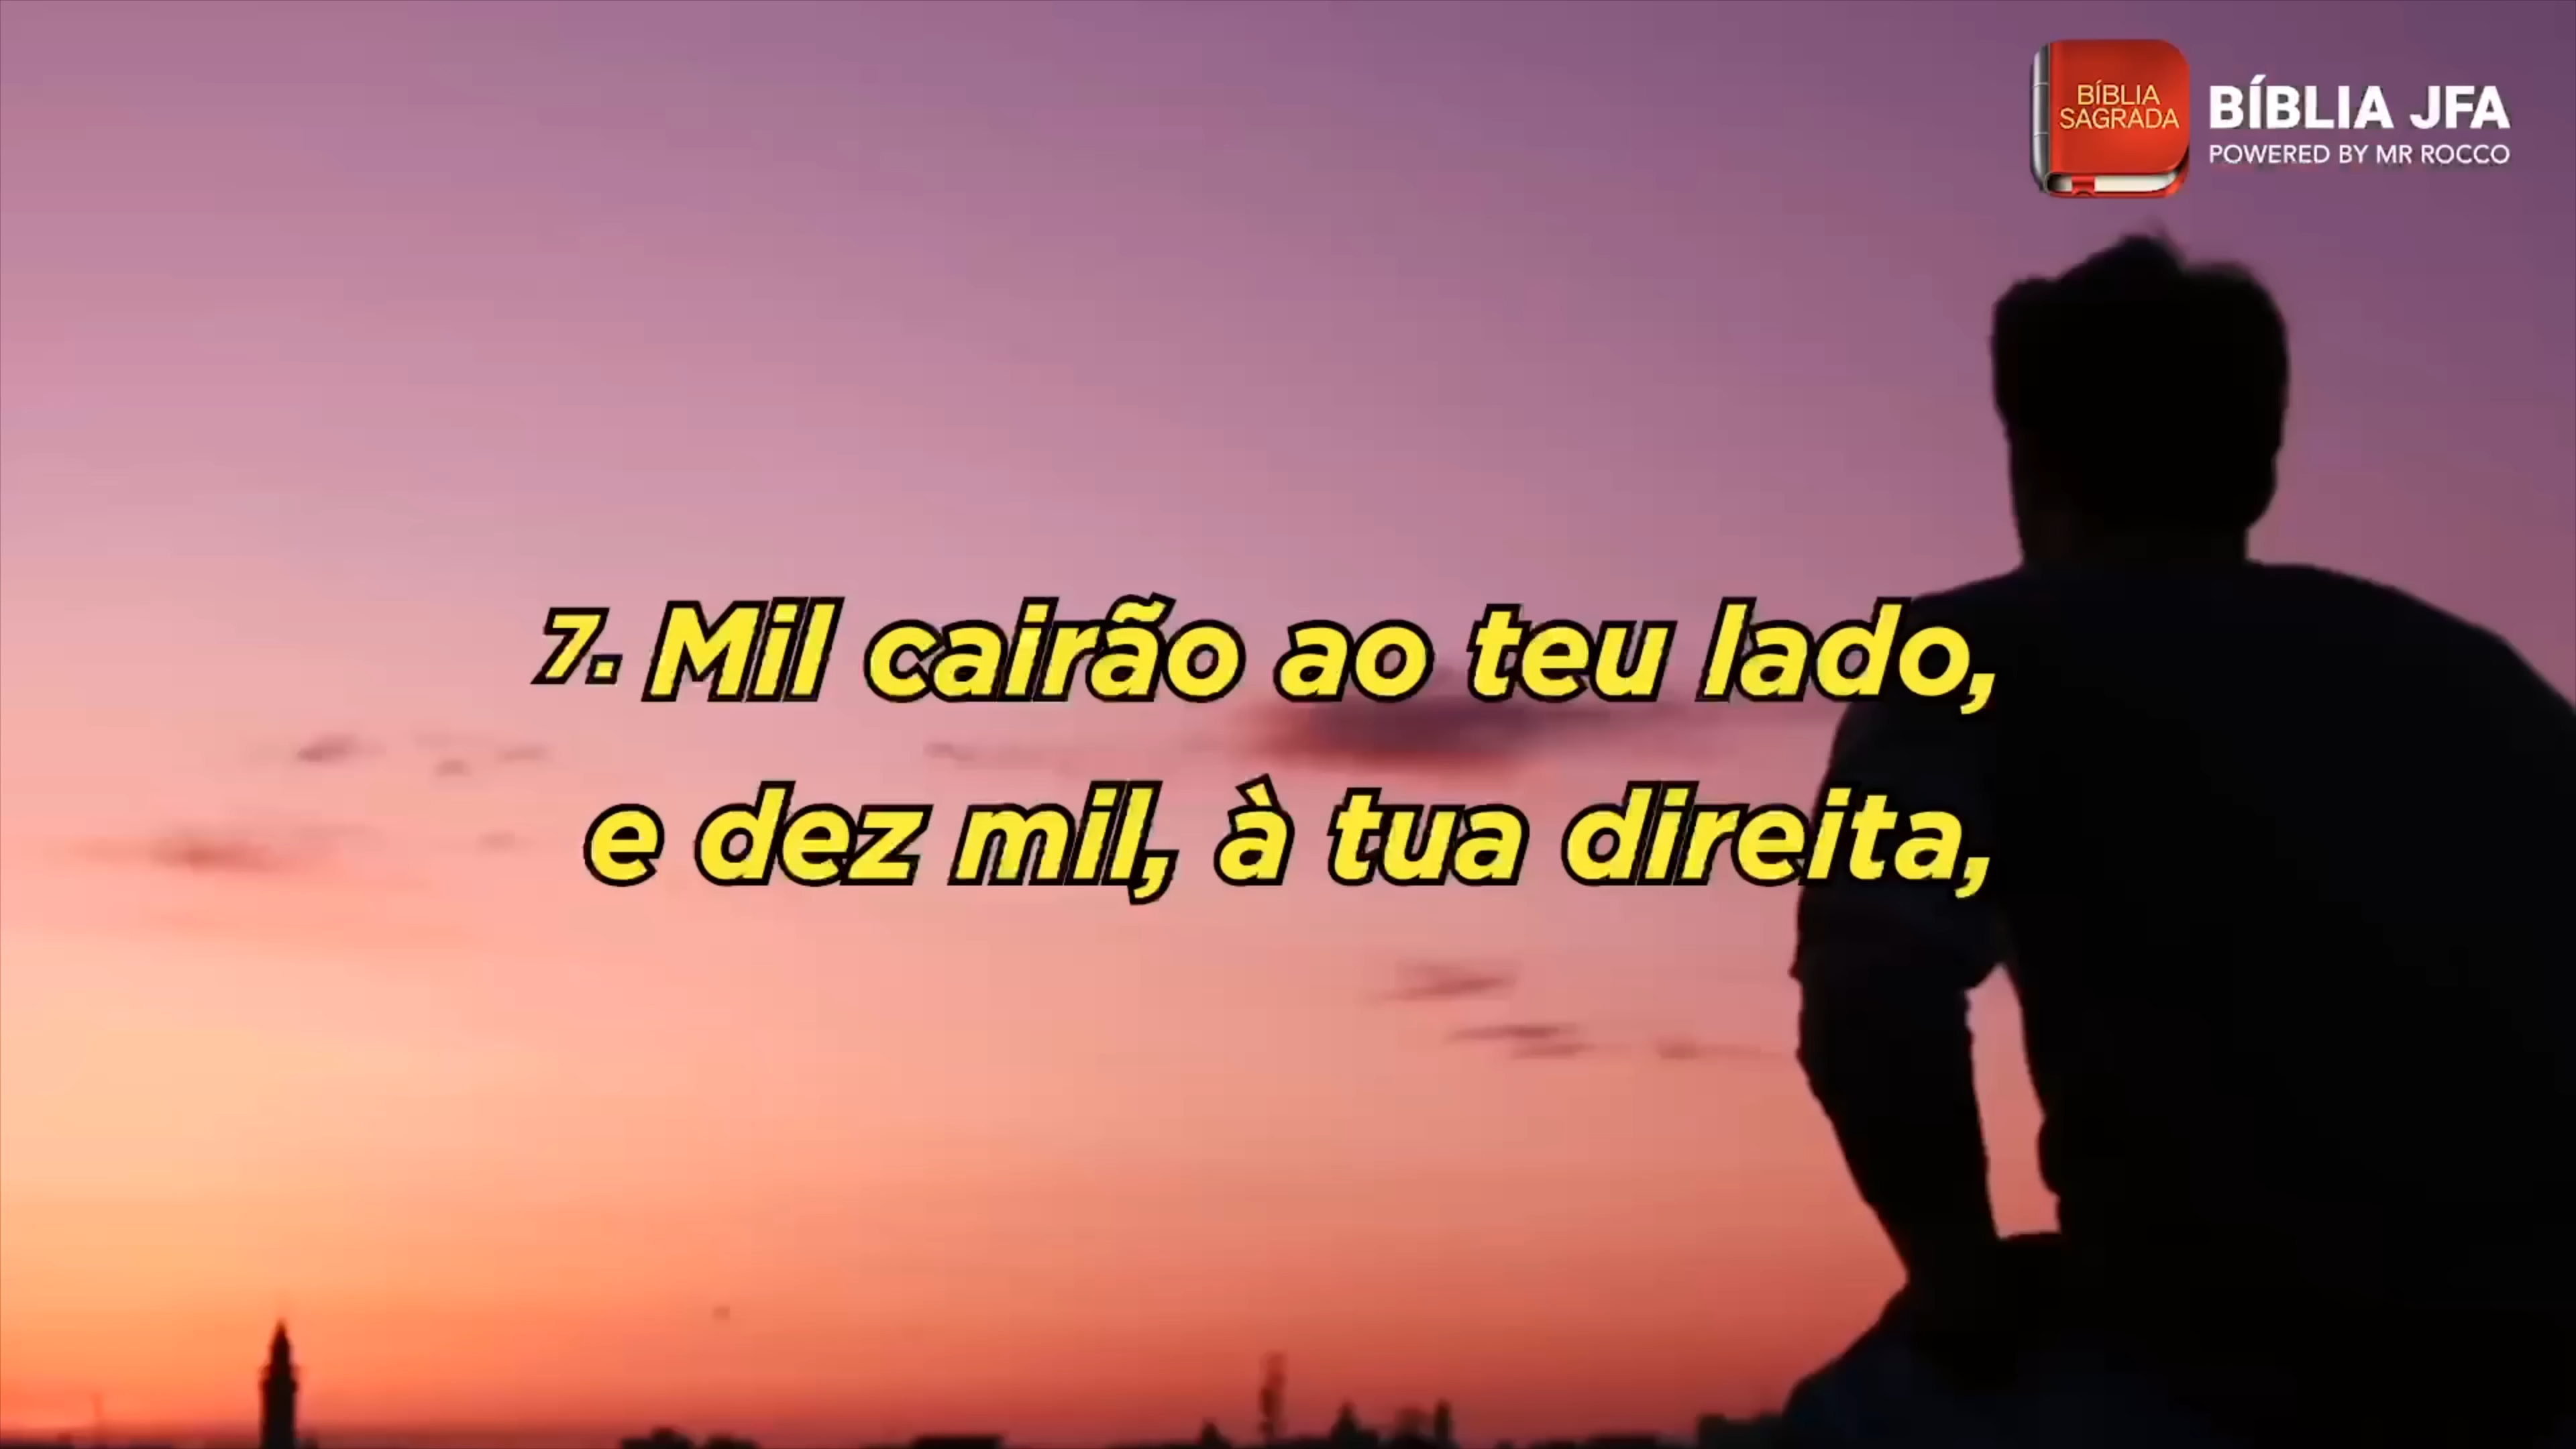 BÍBLIA
SAGRADA
BÍBLIA JFA
POWERED BY MR ROCCO
7. Mil cairão ao teu lado,
e dez mil, à tua direita,